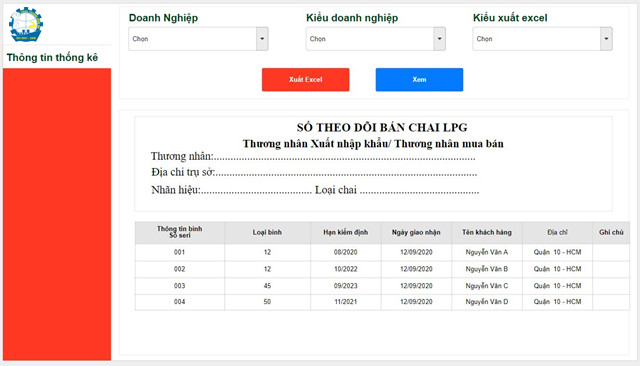 Doanh Nghiệp Kiểu doanh nghiệp Kiểu xuất excel
Chọn Chọn Chọn
Thông tin thống kê
Xuất Excel Xem
SỔ THEO DÕI BÁN CHAI LPG
Thương nhân Xuất nhập khẩu/ Thương nhân mua bán
Thương nhân:.....................................................................................
Địa chỉ trụ sở:.....................................................................................
Nhãn hiệu:..................................... Loại chai ........................................
Thông tin bình
Số seri Loại bình Hạn kiểm định Ngày giao nhận Tên khách hàng Địa chỉ Ghi chú
001 12 08/2020 12/09/2020 Nguyễn Văn A Quận 10 - HCM
002 12 10/2022 12/09/2020 Nguyễn Văn B Quận 10 - HCM
003 45 09/2023 12/09/2020 Nguyễn Văn C Quận 10 - HCM
004 50 11/2021 12/09/2020 Nguyễn Văn D Quận 10 - HCM